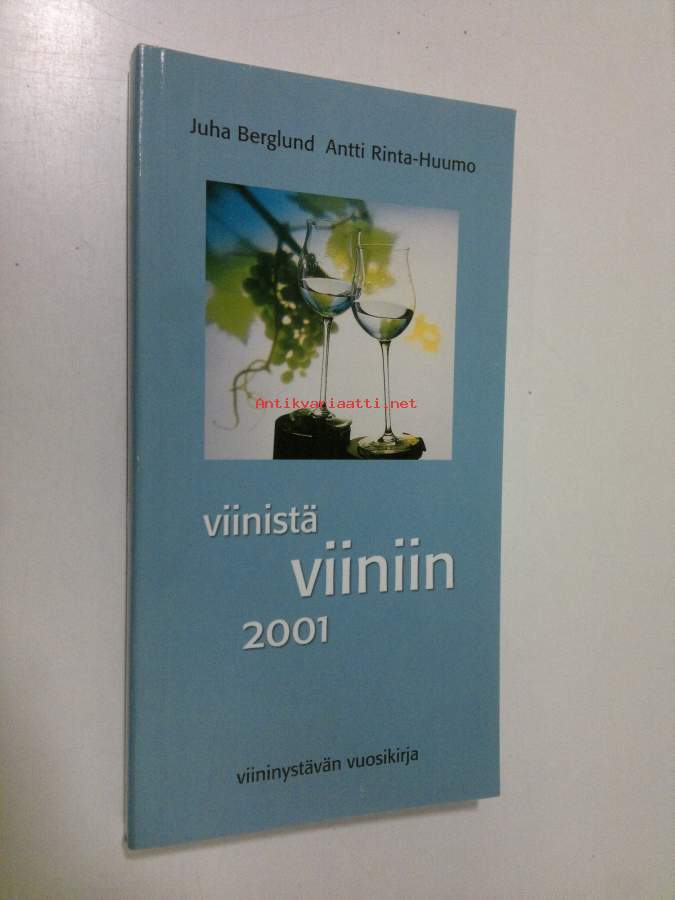 Juha Berglund Antti Rinta-Huumo
Antikvariaatti.net
viinistä
viiniin
2001
viininystävän vuosikirja